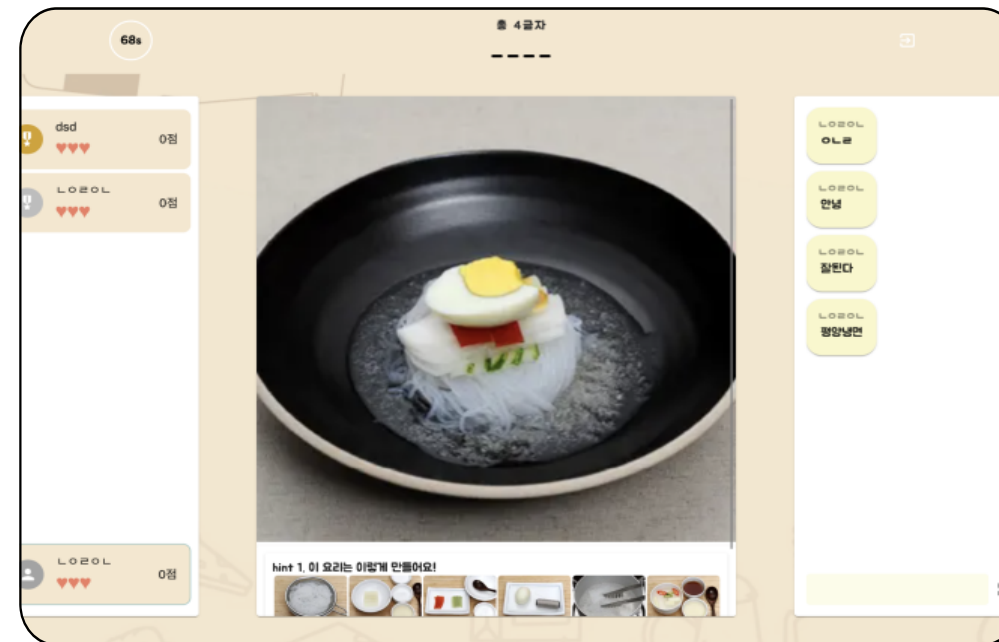 68s
총 4글자
dsd
0점
ㄴㅇㄹㅇㄴ
0점
ㄴㅇㄹㅇㄴ
0점
hint 1. 이 요리는 이렇게 만들어요!
ㄴㅇㄹㅇㄴ
ㅇㄴㄹ
ㄴㅇㄹㅇㄴ
안녕
ㄴㅇㄹㅇㄴ
잘된다
ㄴㅇㄹㅇㄴ
평양냉면